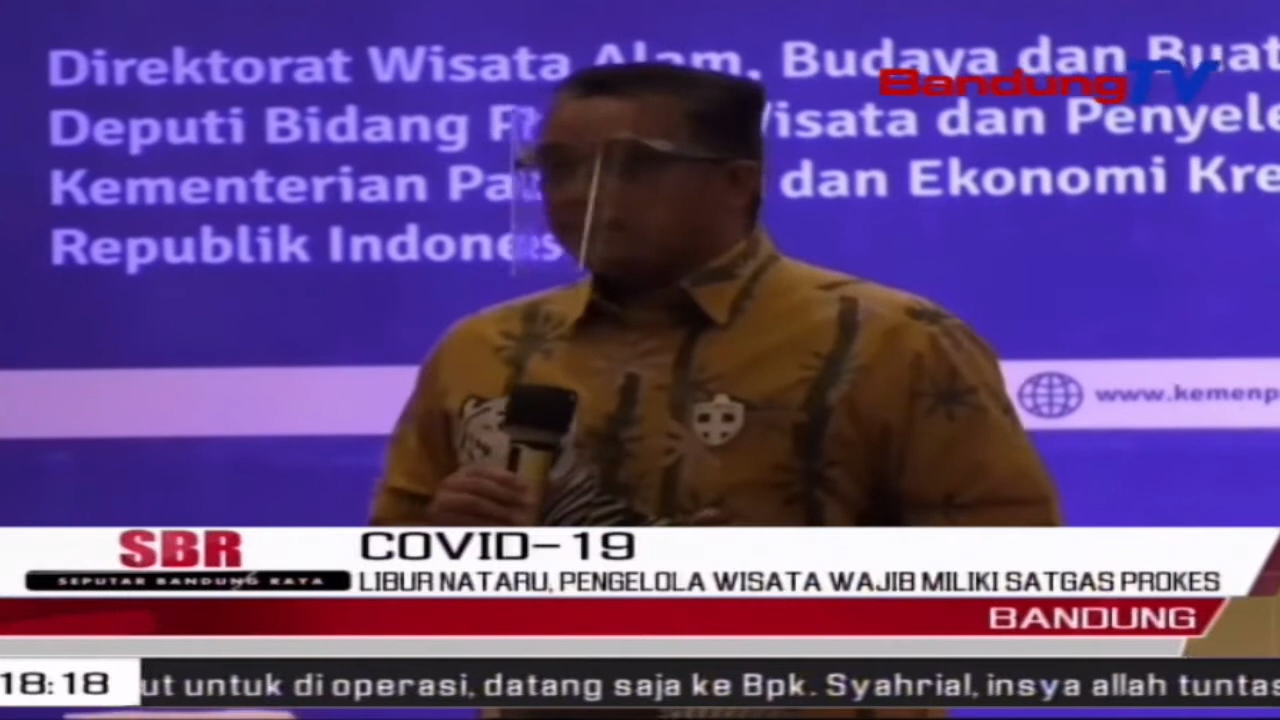 Direktorat Wisata Alam, Budaya dan Buat
BandungTV
Deputi Bidang Wisata dan Penyele
Kementerian Pa dan Ekonomi Kre
Republik Indones
www.kemenp
SBR
SEPUTAR BANDUNG RAYA
COVID-19
LIBUR NATARU, PENGELOLA WISATA WAJIB MILIKI SATGAS PROKES
BANDUNG
18:18
ut untuk di operasi, datang saja ke Bpk. Syahrial, insya allah tuntas